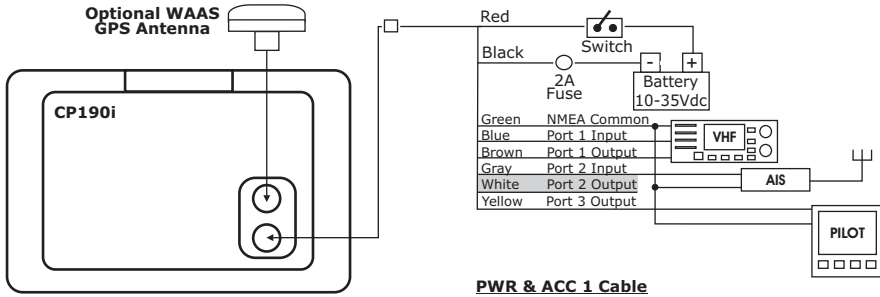 Optional WAAS
GPS Antenna
CP190i
Red
Switch
Black
2A
Fuse
- +
Battery
10-35Vdc
Green NMEA Common
Blue Port 1 Input
Brown Port 1 Output
Gray Port 2 Input
White Port 2 Output
Yellow Port 3 Output
VHF
AIS
PILOT
PWR & ACC 1 Cable